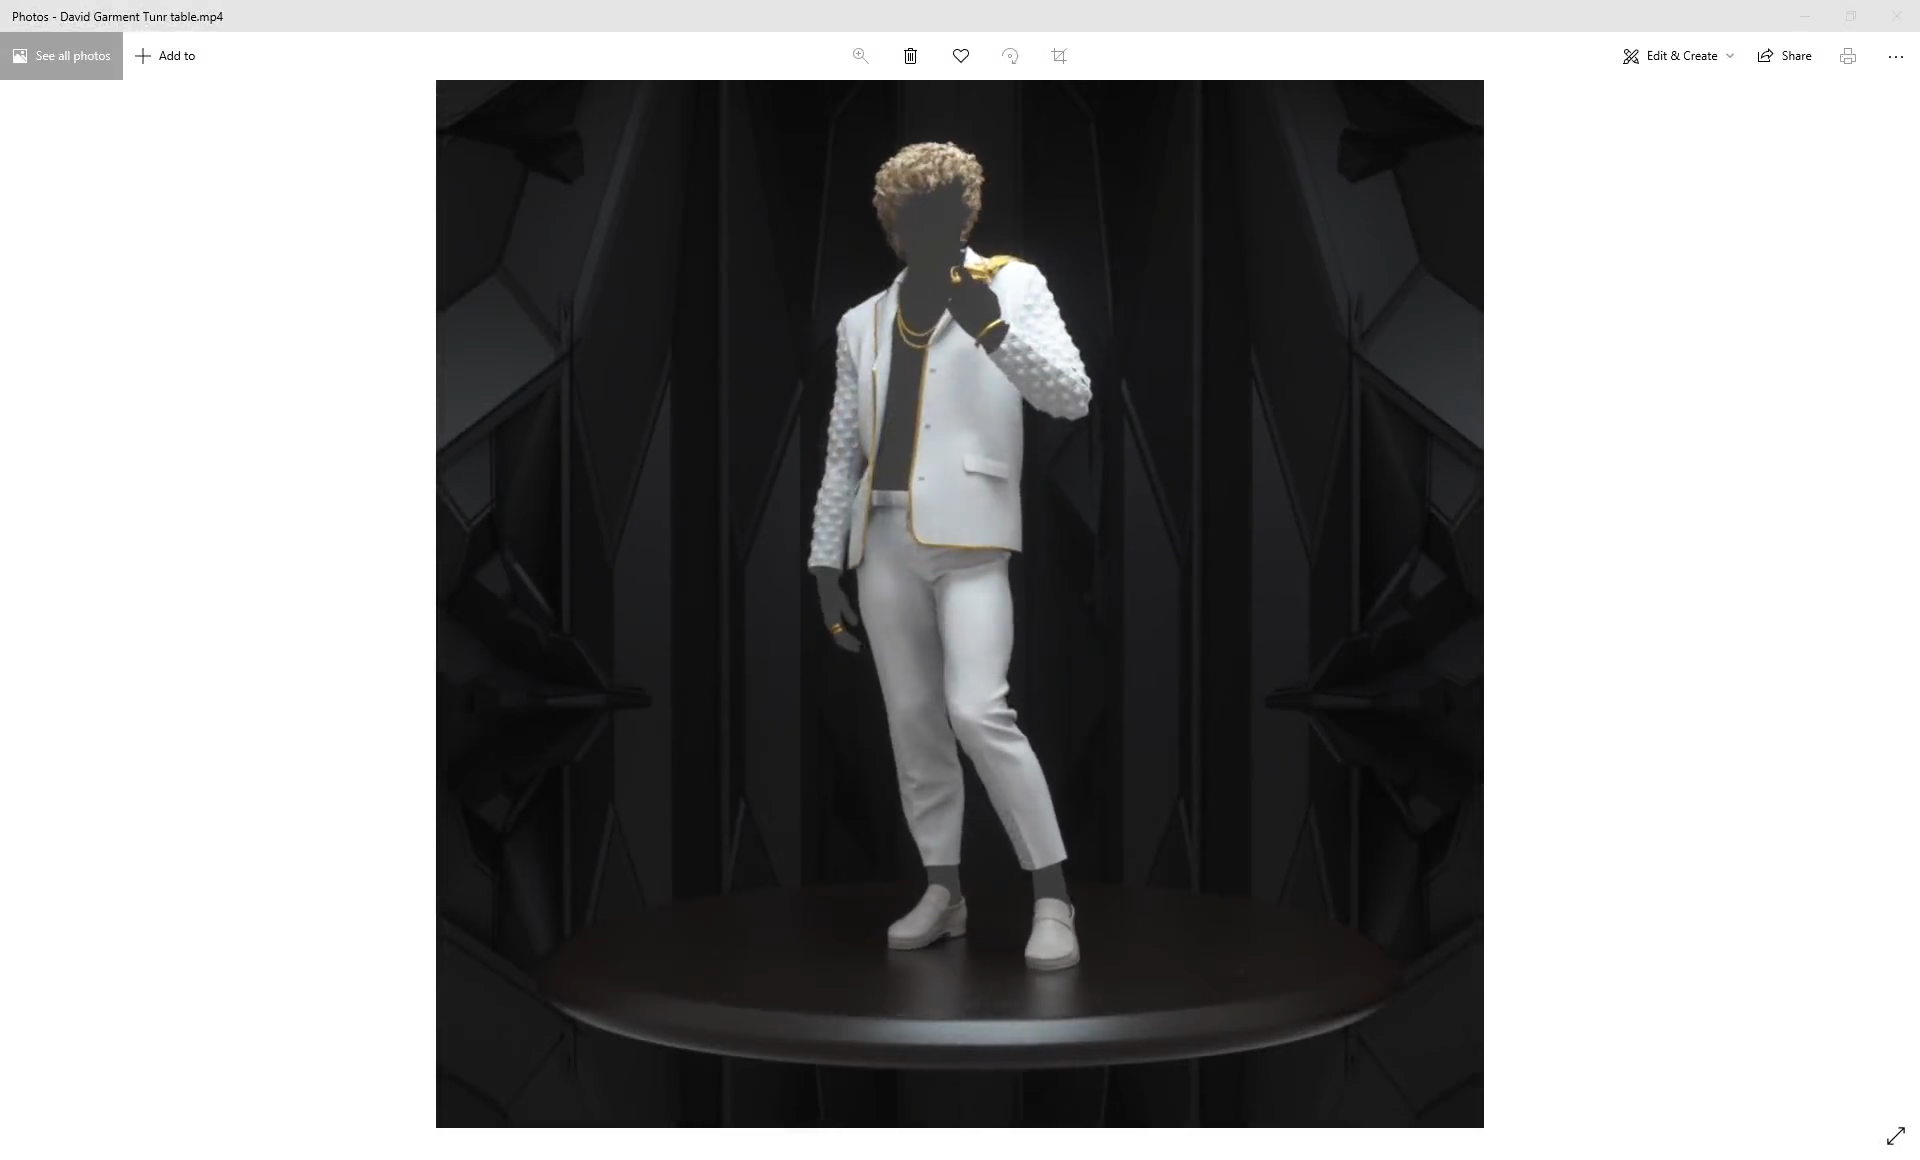 Photos - David Garment Tunr table.mp4
See all photos
Add to
Edit & Create
Share